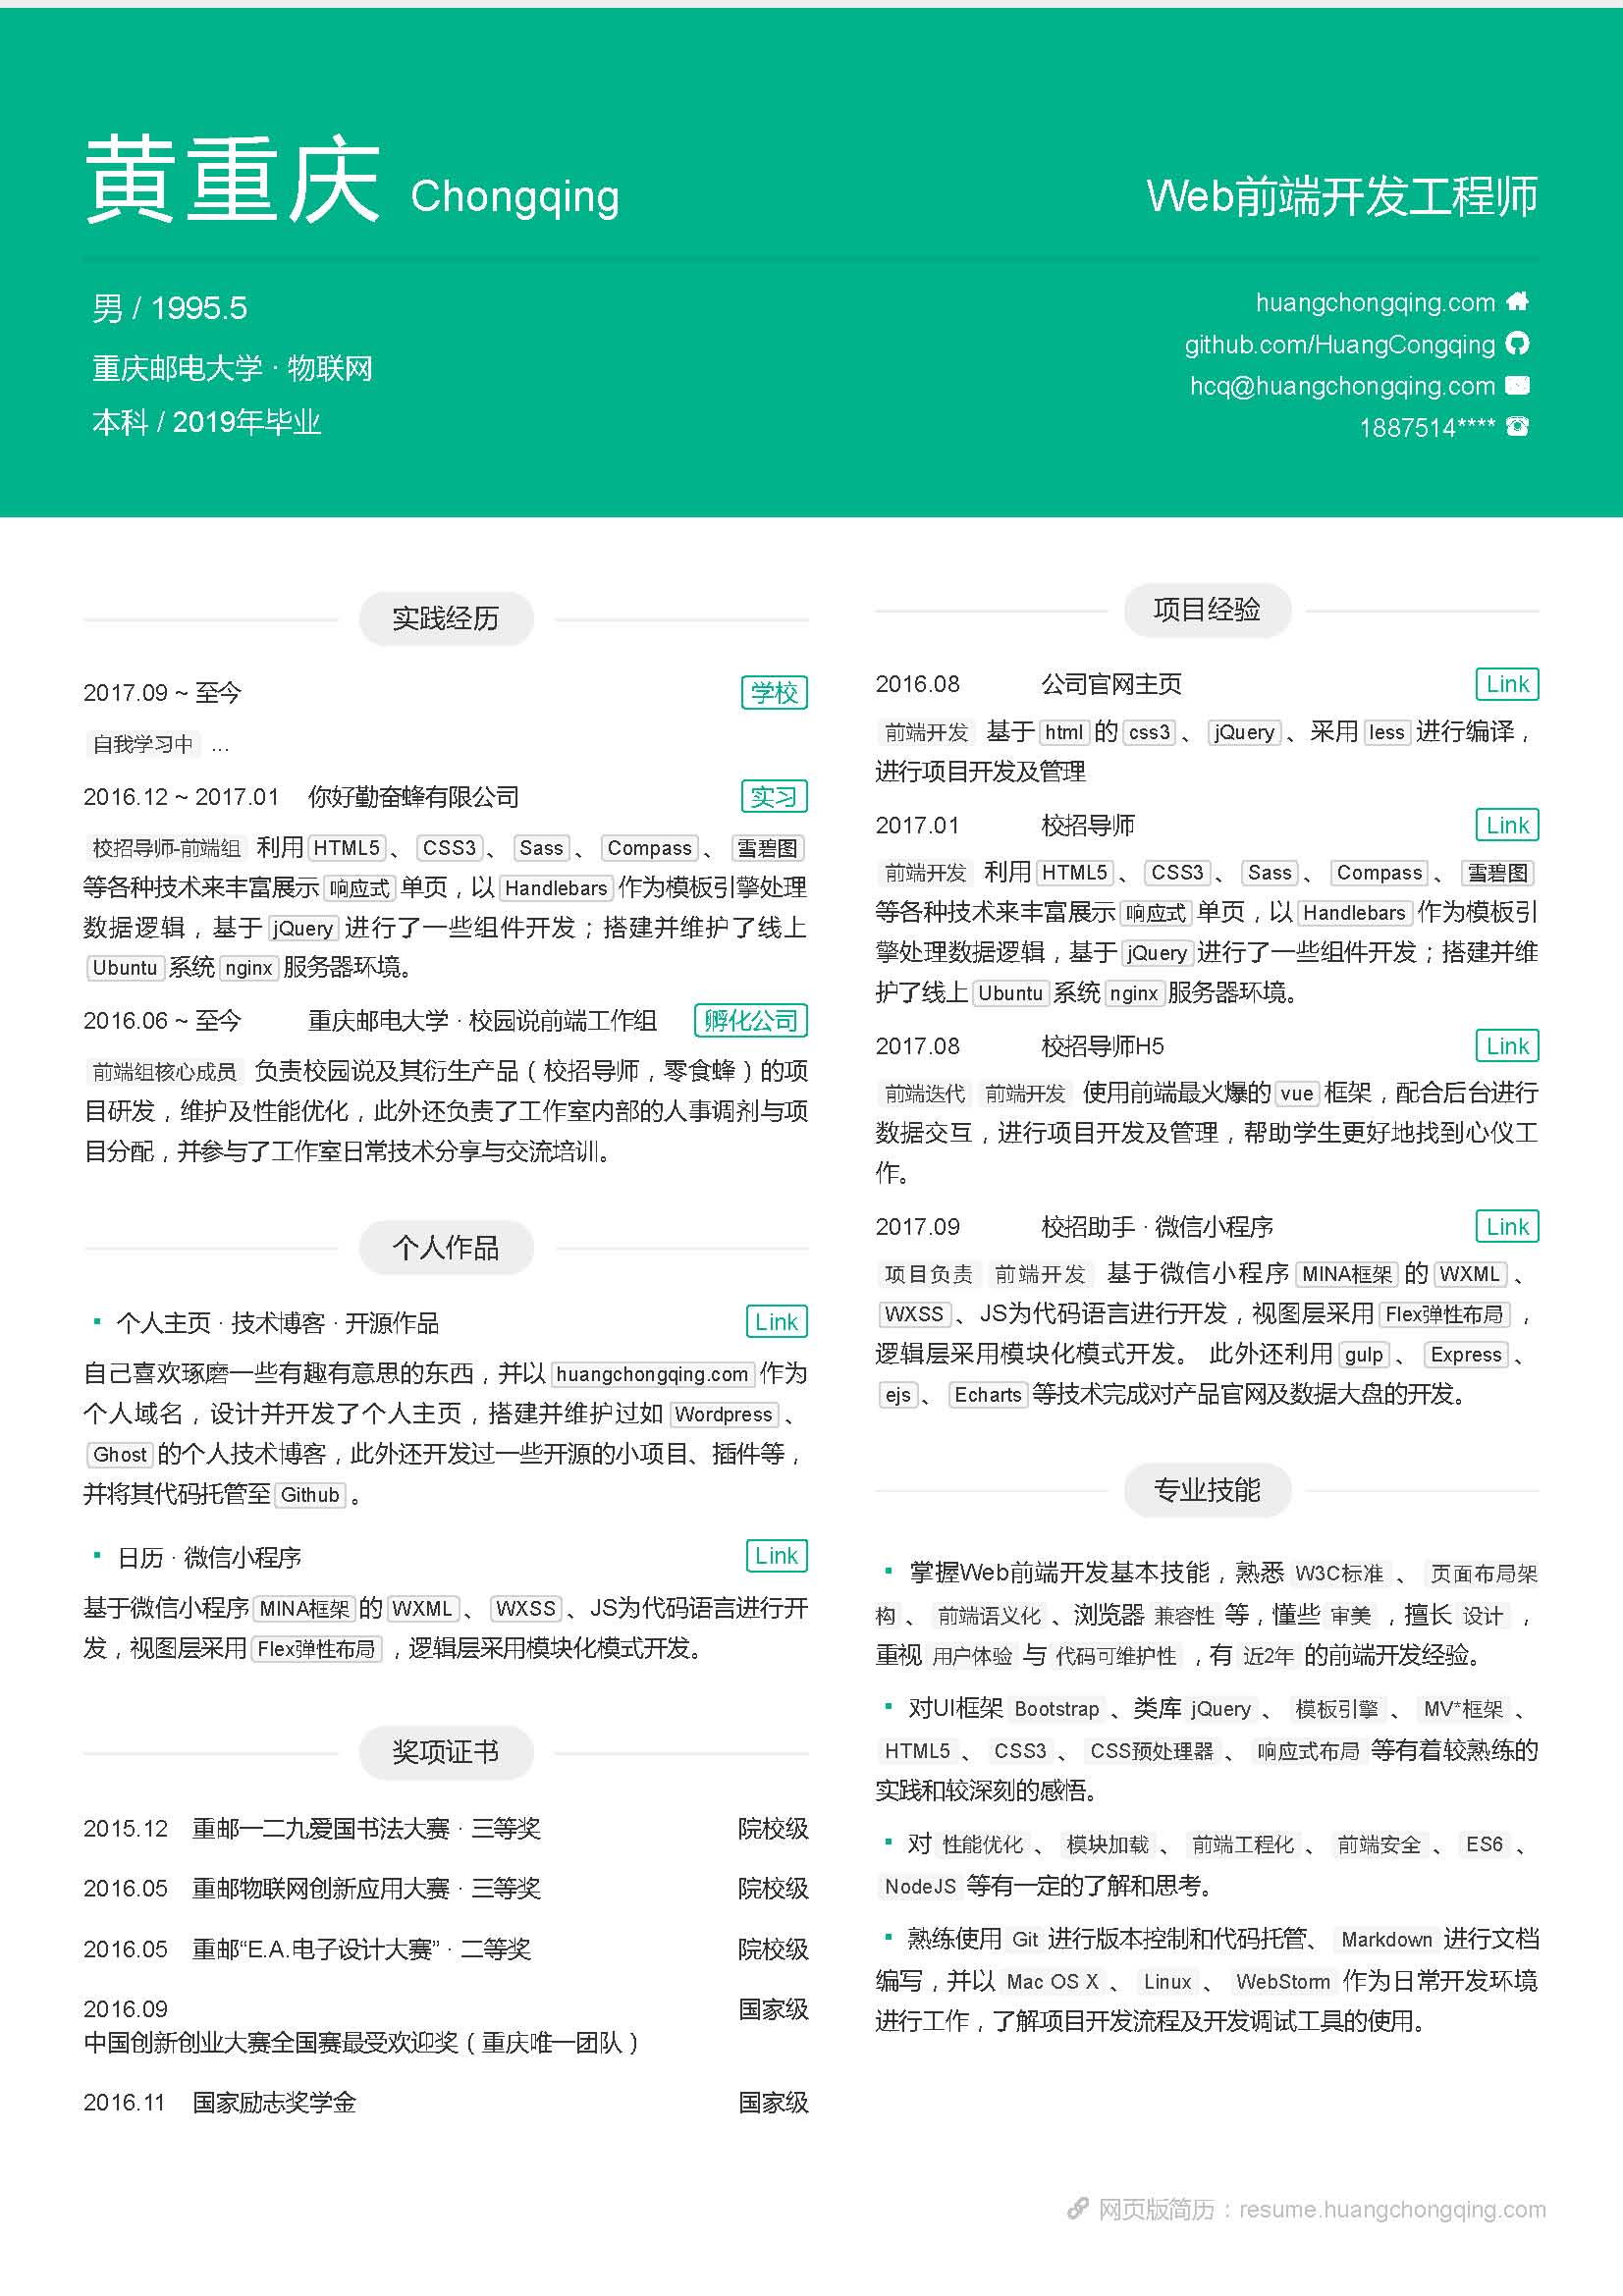 黄重庆 Chongqing
Web前端开发工程师
男 / 1995.5
重庆邮电大学 · 物联网
本科 / 2019年毕业
huangchongqing.com
github.com/HuangCongqing
hcq@huangchongqing.com
1887514****
实践经历
2017.09 ~ 至今 学校
自我学习中 ...
2016.12 ~ 2017.01 你好勤奋蜂有限公司 实习
校招导师-前端组 利用 HTML5 、 CSS3 、 Sass 、 Compass 、 雪碧图
等各种技术来丰富展示 响应式 单页，以 Handlebars 作为模板引擎处理
数据逻辑，基于 jQuery 进行了一些组件开发；搭建并维护了线上
Ubuntu 系统 nginx 服务器环境。
2016.06 ~ 至今 重庆邮电大学 · 校园说前端工作组 孵化公司
前端组核心成员 负责校园说及其衍生产品（校招导师，零食蜂）的项
目研发，维护及性能优化，此外还负责了工作室内部的人事调剂与项
目分配，并参与了工作室日常技术分享与交流培训。
个人作品
个人主页 · 技术博客 · 开源作品 Link
自己喜欢琢磨一些有趣有意思的东西，并以 huangchongqing.com 作为
个人域名，设计并开发了个人主页，搭建并维护过如 Wordpress 、
Ghost 的个人技术博客，此外还开发过一些开源的小项目、插件等，
并将其代码托管至 Github 。
日历 · 微信小程序 Link
基于微信小程序 MINA框架 的 WXML 、 WXSS 、JS为代码语言进行开
发，视图层采用 Flex弹性布局 ，逻辑层采用模块化模式开发。
奖项证书
2015.12 重邮一二九爱国书法大赛 · 三等奖 院校级
2016.05 重邮物联网创新应用大赛 · 三等奖 院校级
2016.05 重邮“E.A.电子设计大赛” · 二等奖 院校级
2016.09 国家级
中国创新创业大赛全国赛最受欢迎奖（重庆唯一团队）
2016.11 国家励志奖学金 国家级
项目经验
2016.08 公司官网主页 Link
前端开发 基于 html 的 css3 、 jQuery 、采用 less 进行编译，
进行项目开发及管理
2017.01 校招导师 Link
前端开发 利用 HTML5 、 CSS3 、 Sass 、 Compass 、 雪碧图
等各种技术来丰富展示 响应式 单页，以 Handlebars 作为模板引
擎处理数据逻辑，基于 jQuery 进行了一些组件开发；搭建并维
护了线上 Ubuntu 系统 nginx 服务器环境。
2017.08 校招导师H5 Link
前端迭代 前端开发 使用前端最火爆的 vue 框架，配合后台进行
数据交互，进行项目开发及管理，帮助学生更好地找到心仪工
作。
2017.09 校招助手 · 微信小程序 Link
项目负责 前端开发 基于微信小程序 MINA框架 的 WXML 、
WXSS 、JS为代码语言进行开发，视图层采用 Flex弹性布局 ，
逻辑层采用模块化模式开发。 此外还利用 gulp 、 Express 、
ejs 、 Echarts 等技术完成对产品官网及数据大盘的开发。
专业技能
掌握Web前端开发基本技能，熟悉 W3C标准 、 页面布局架
构 、 前端语义化 、浏览器 兼容性 等，懂些 审美 ，擅长 设计 ，
重视 用户体验 与 代码可维护性 ，有 近2年 的前端开发经验。
对UI框架 Bootstrap 、类库 jQuery 、 模板引擎 、 MV*框架 、
HTML5 、 CSS3 、 CSS预处理器 、 响应式布局 等有着较熟练的
实践和较深刻的感悟。
对 性能优化 、 模块加载 、 前端工程化 、 前端安全 、 ES6 、
NodeJS 等有一定的了解和思考。
熟练使用 Git 进行版本控制和代码托管、 Markdown 进行文档
编写，并以 Mac OS X 、 Linux 、 WebStorm 作为日常开发环境
进行工作，了解项目开发流程及开发调试工具的使用。
网页版简历：resume.huangchongqing.com